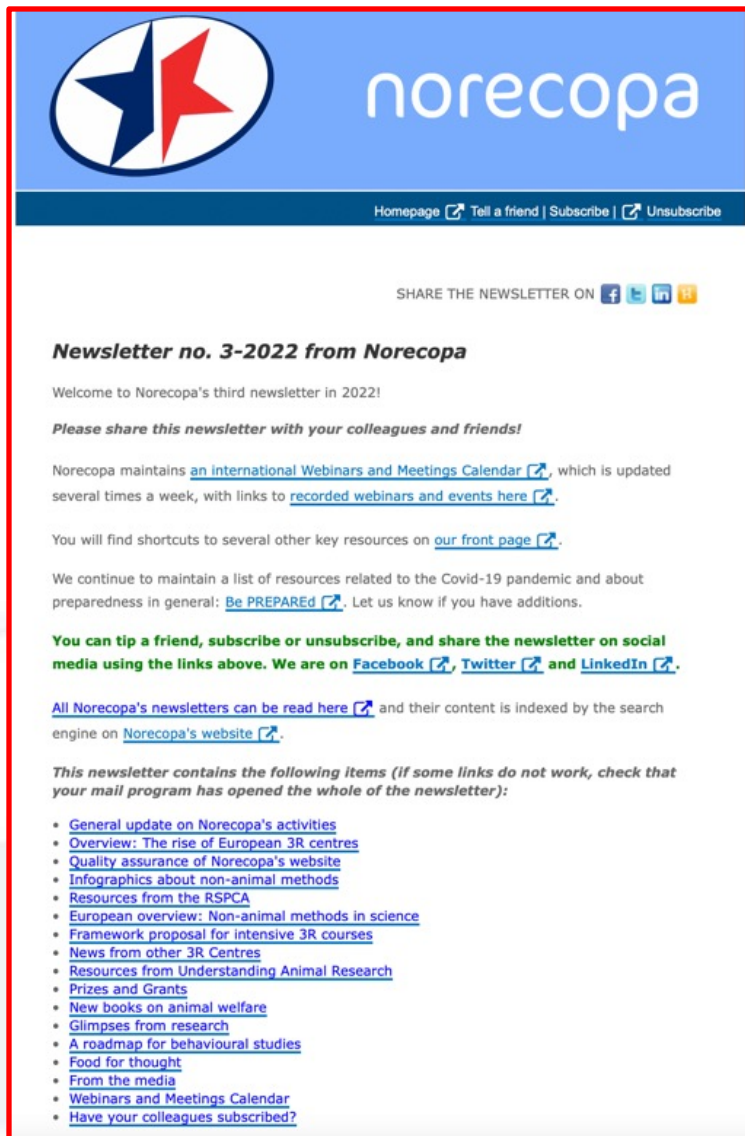 norecopa
Homepage Tell a friend | Subscribe | Unsubscribe
SHARE THE NEWSLETTER ON
Newsletter no. 3-2022 from Norecopa
Welcome to Norecopa's third newsletter in 2022!
Please share this newsletter with your colleagues and friends!
Norecopa maintains an international Webinars and Meetings Calendar, which is updated
several times a week, with links to recorded webinars and events here.
You will find shortcuts to several other key resources on our front page.
We continue to maintain a list of resources related to the Covid-19 pandemic and about
preparedness in general: Be PREPAREd. Let us know if you have additions.
You can tip a friend, subscribe or unsubscribe, and share the newsletter on social
media using the links above. We are on Facebook, Twitter and LinkedIn.
All Norecopa's newsletters can be read here and their content is indexed by the search
engine on Norecopa's website.
This newsletter contains the following items (if some links do not work, check that
your mail program has opened the whole of the newsletter):
• General update on Norecopa's activities
• Overview: The rise of European 3R centres
• Quality assurance of Norecopa's website
• Infographics about non-animal methods
• Resources from the RSPCA
• European overview: Non-animal methods in science
• Framework proposal for intensive 3R courses
• News from other 3R Centres
• Resources from Understanding Animal Research
• Prizes and Grants
• New books on animal welfare
• Glimpses from research
• A roadmap for behavioural studies
• Food for thought
• From the media
• Webinars and Meetings Calendar
• Have your colleagues subscribed?